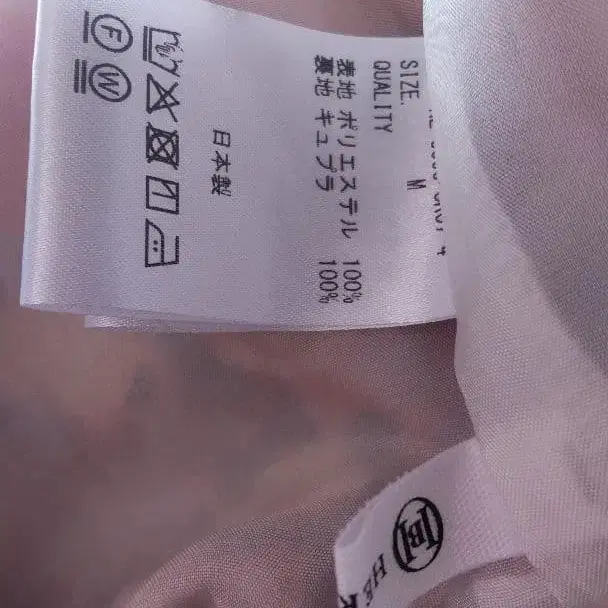 SIZE. M
QUALITY
表地 ポリエステル 100%
裏地 キュプラ 100%
日本製
F
W
HE